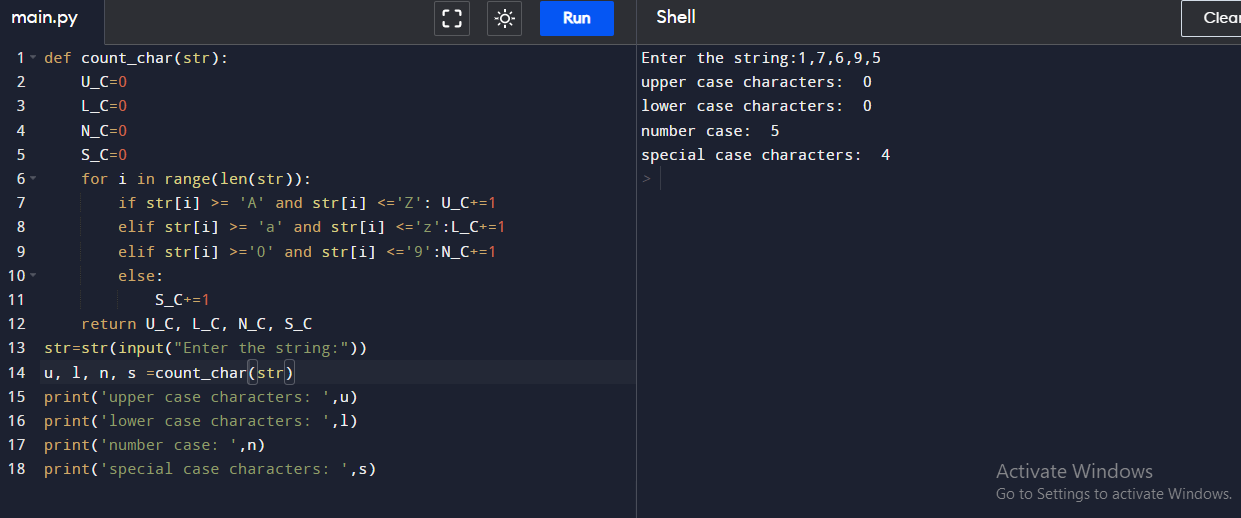 main.py Run Shell Clear
1 def count_char(str):
2     U_C=0
3     L_C=0
4     N_C=0
5     S_C=0
6     for i in range(len(str)):
7         if str[i] >= 'A' and str[i] <='Z': U_C+=1
8         elif str[i] >= 'a' and str[i] <='z':L_C+=1
9         elif str[i] >='0' and str[i] <='9':N_C+=1
10         else:
11             S_C+=1
12     return U_C, L_C, N_C, S_C
13 str=str(input("Enter the string:"))
14 u, l, n, s =count_char(str)
15 print('upper case characters: ',u)
16 print('lower case characters: ',l)
17 print('number case: ',n)
18 print('special case characters: ',s)
Enter the string:1,7,6,9,5
upper case characters:  0
lower case characters:  0
number case:  5
special case characters:  4
>
Activate Windows
Go to Settings to activate Windows.